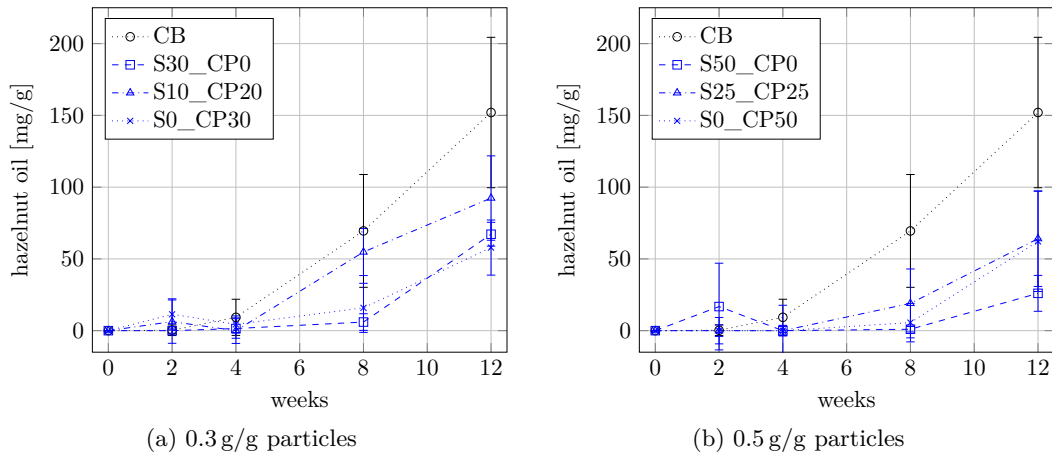 200
150
100
50
0
hazelnut oil [mg/g]
CB
S30_CP0
S10_CP20
S0_CP30
0 2 4 6 8 10 12
weeks
(a) 0.3 g/g particles
200
150
100
50
0
hazelnut oil [mg/g]
CB
S50_CP0
S25_CP25
S0_CP50
0 2 4 6 8 10 12
weeks
(b) 0.5 g/g particles